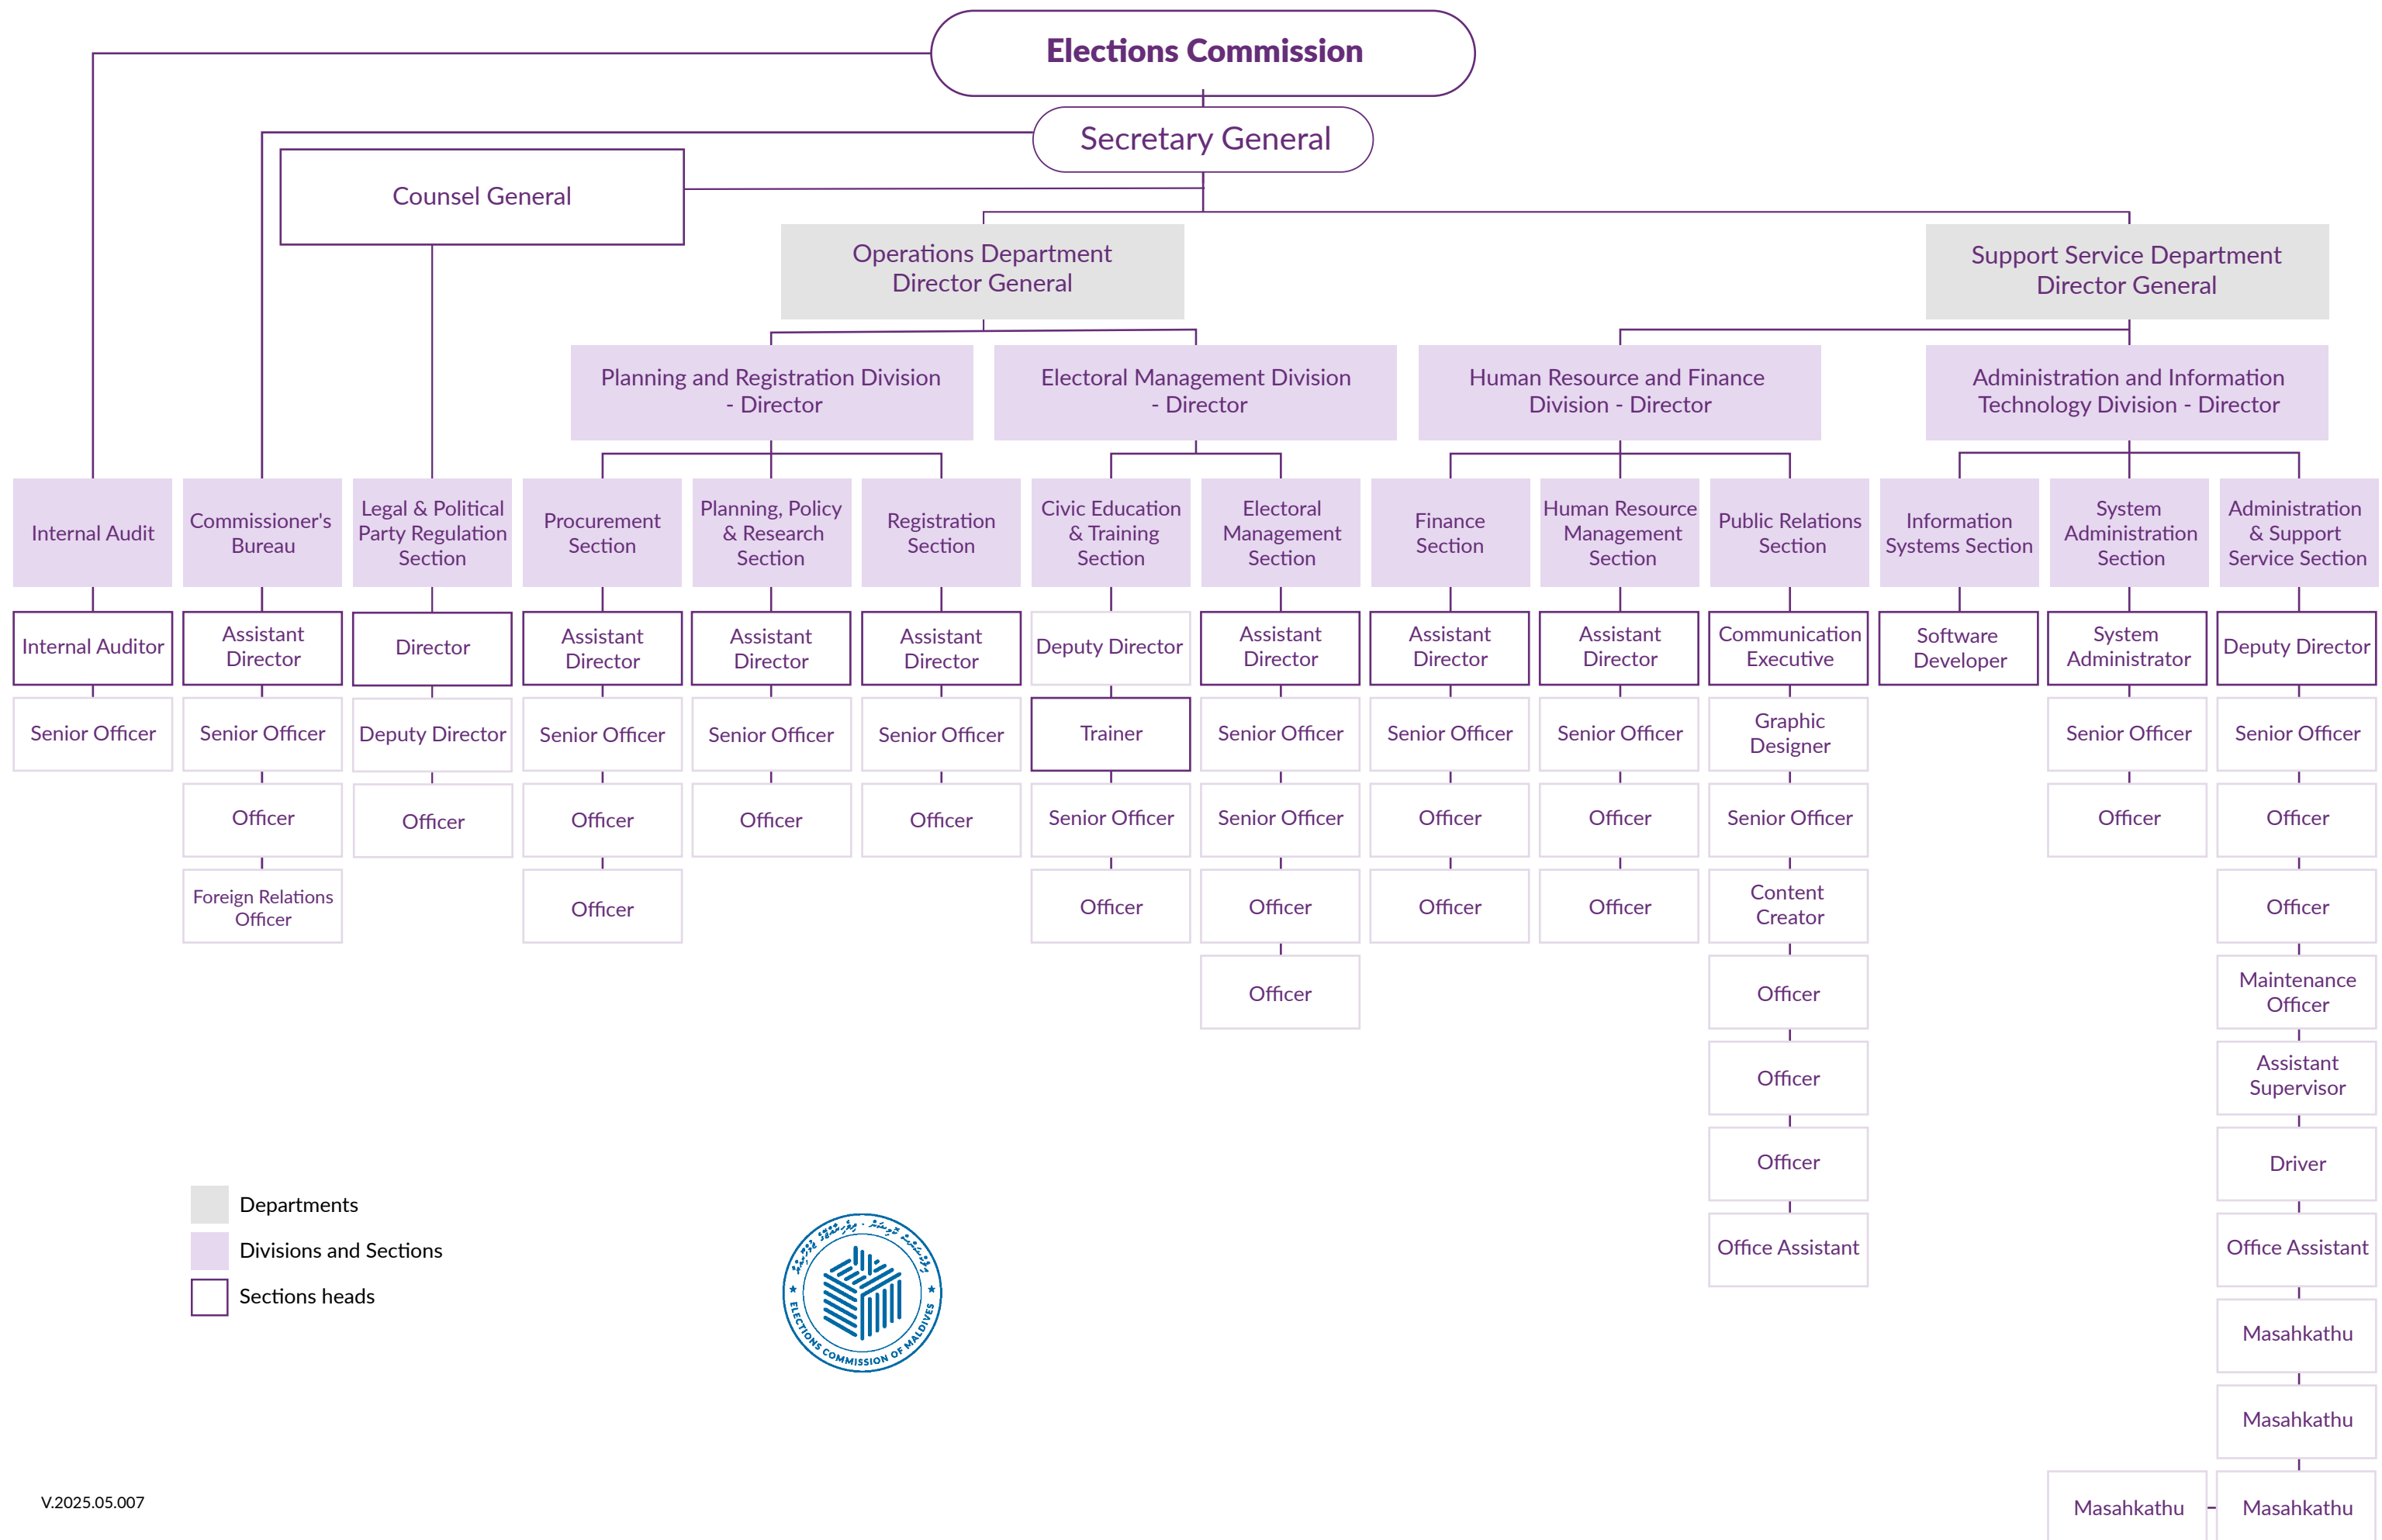 Elections Commission
Secretary General
Counsel General
Operations Department
Director General
Support Service Department
Director General
Planning and Registration Division
- Director
Electoral Management Division
- Director
Human Resource and Finance
Division - Director
Administration and Information
Technology Division - Director
Internal Audit
Commissioner's
Bureau
Legal & Political
Party Regulation
Section
Procurement
Section
Planning, Policy
& Research
Section
Registration
Section
Civic Education
& Training
Section
Electoral
Management
Section
Finance
Section
Human Resource
Management
Section
Public Relations
Section
Information
Systems Section
System
Administration
Section
Administration
& Support
Service Section
Internal Auditor
Assistant
Director
Director
Assistant
Director
Assistant
Director
Assistant
Director
Deputy Director
Assistant
Director
Assistant
Director
Assistant
Director
Communication
Executive
Software
Developer
System
Administrator
Deputy Director
Senior Officer
Senior Officer
Deputy Director
Senior Officer
Senior Officer
Senior Officer
Trainer
Senior Officer
Senior Officer
Senior Officer
Graphic
Designer
Senior Officer
Senior Officer
Officer
Officer
Officer
Officer
Officer
Senior Officer
Senior Officer
Officer
Officer
Senior Officer
Officer
Officer
Foreign Relations
Officer
Officer
Officer
Officer
Officer
Officer
Content
Creator
Officer
Officer
Officer
Maintenance
Officer
Officer
Assistant
Supervisor
Officer
Driver
Office Assistant
Office Assistant
Masahkathu
Masahkathu
Masahkathu
Masahkathu
Departments
Divisions and Sections
Sections heads
ELECTIONS COMMISSION OF MALDIVES
V.2025.05.007